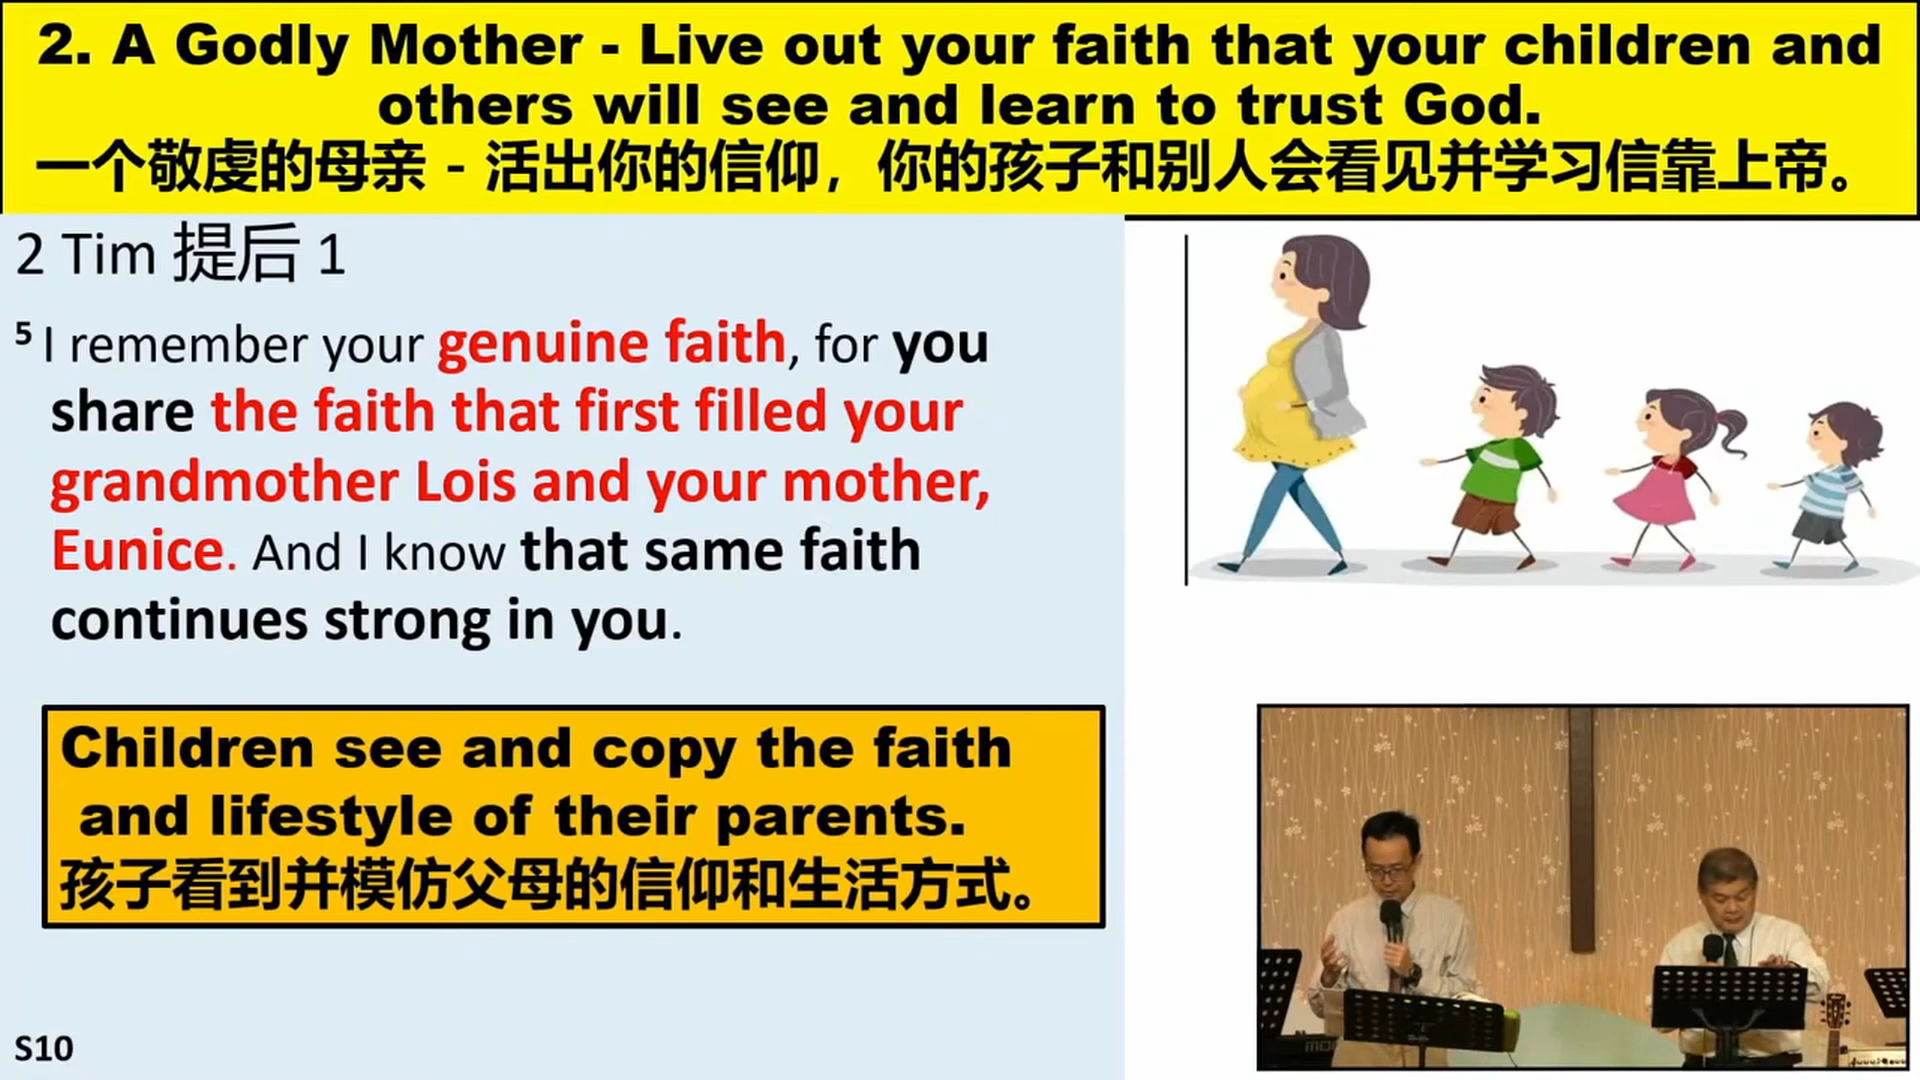 2. A Godly Mother - Live out your faith that your children and
others will see and learn to trust God.
一个敬虔的母亲 - 活出你的信仰，你的孩子和别人会看见并学习信靠上帝。
2 Tim 提后 1
5 I remember your genuine faith, for you
share the faith that first filled your
grandmother Lois and your mother,
Eunice. And I know that same faith
continues strong in you.
Children see and copy the faith
and lifestyle of their parents.
孩子看到并模仿父母的信仰和生活方式。
S10